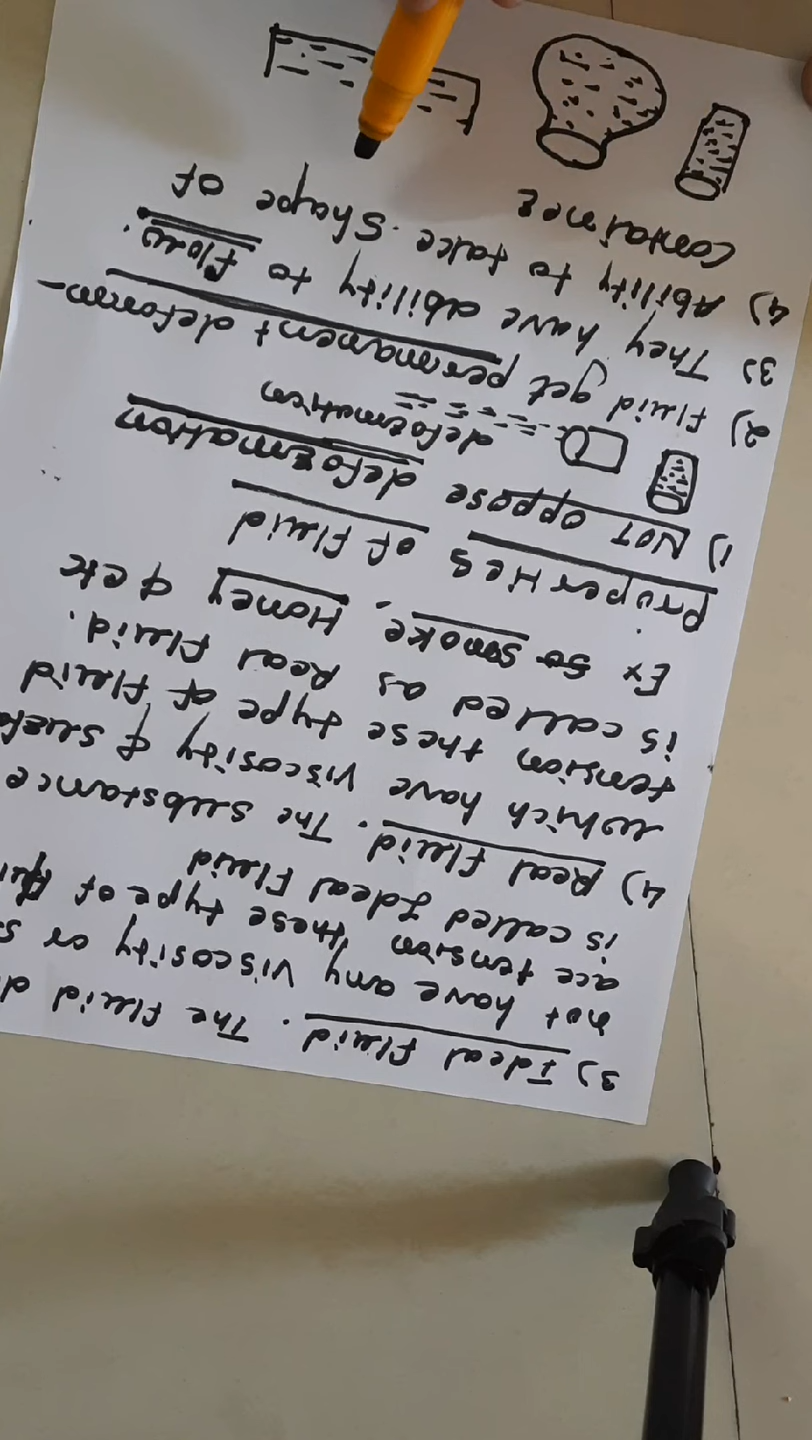 3) Ideal Fluid. The fluid d
not have any viscosity or s
ace tension these type of
is called Ideal Fluid
4) Real Fluid. The substance
which have viscosity & surfa
tension these type of fluid
is called as Real Fluid.
Ex smoke, Honey & etc
Properties of Fluid
1) NOT oppose deformation
deformation
2) Fluid get permanent deform-
3) They have ability to flow.
4) Ability to take shape of
container